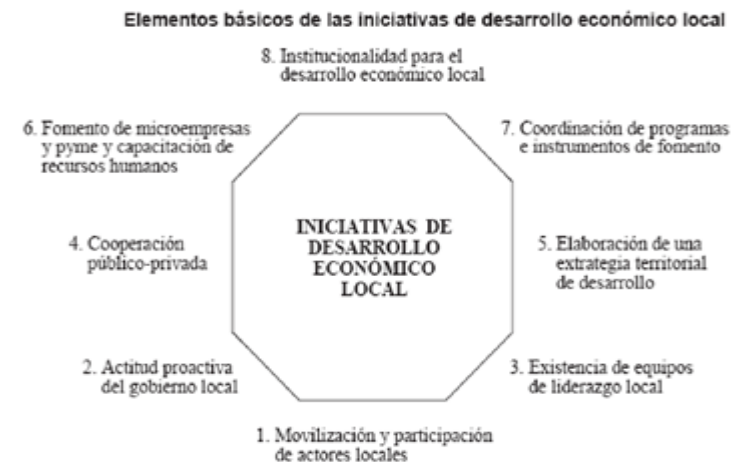 Elementos básicos de las iniciativas de desarrollo económico local
8. Institucionalidad para el
desarrollo económico local
6. Fomento de microempresas
y pyme y capacitación de
recursos humanos
7. Coordinación de programas
e instrumentos de fomento
INICIATIVAS DE
DESARROLLO
ECONÓMICO
LOCAL
4. Cooperación
público-privada
5. Elaboración de una
extrategia territorial
de desarrollo
2. Actitud proactiva
del gobierno local
3. Existencia de equipos
de liderazgo local
1. Movilización y participación
de actores locales